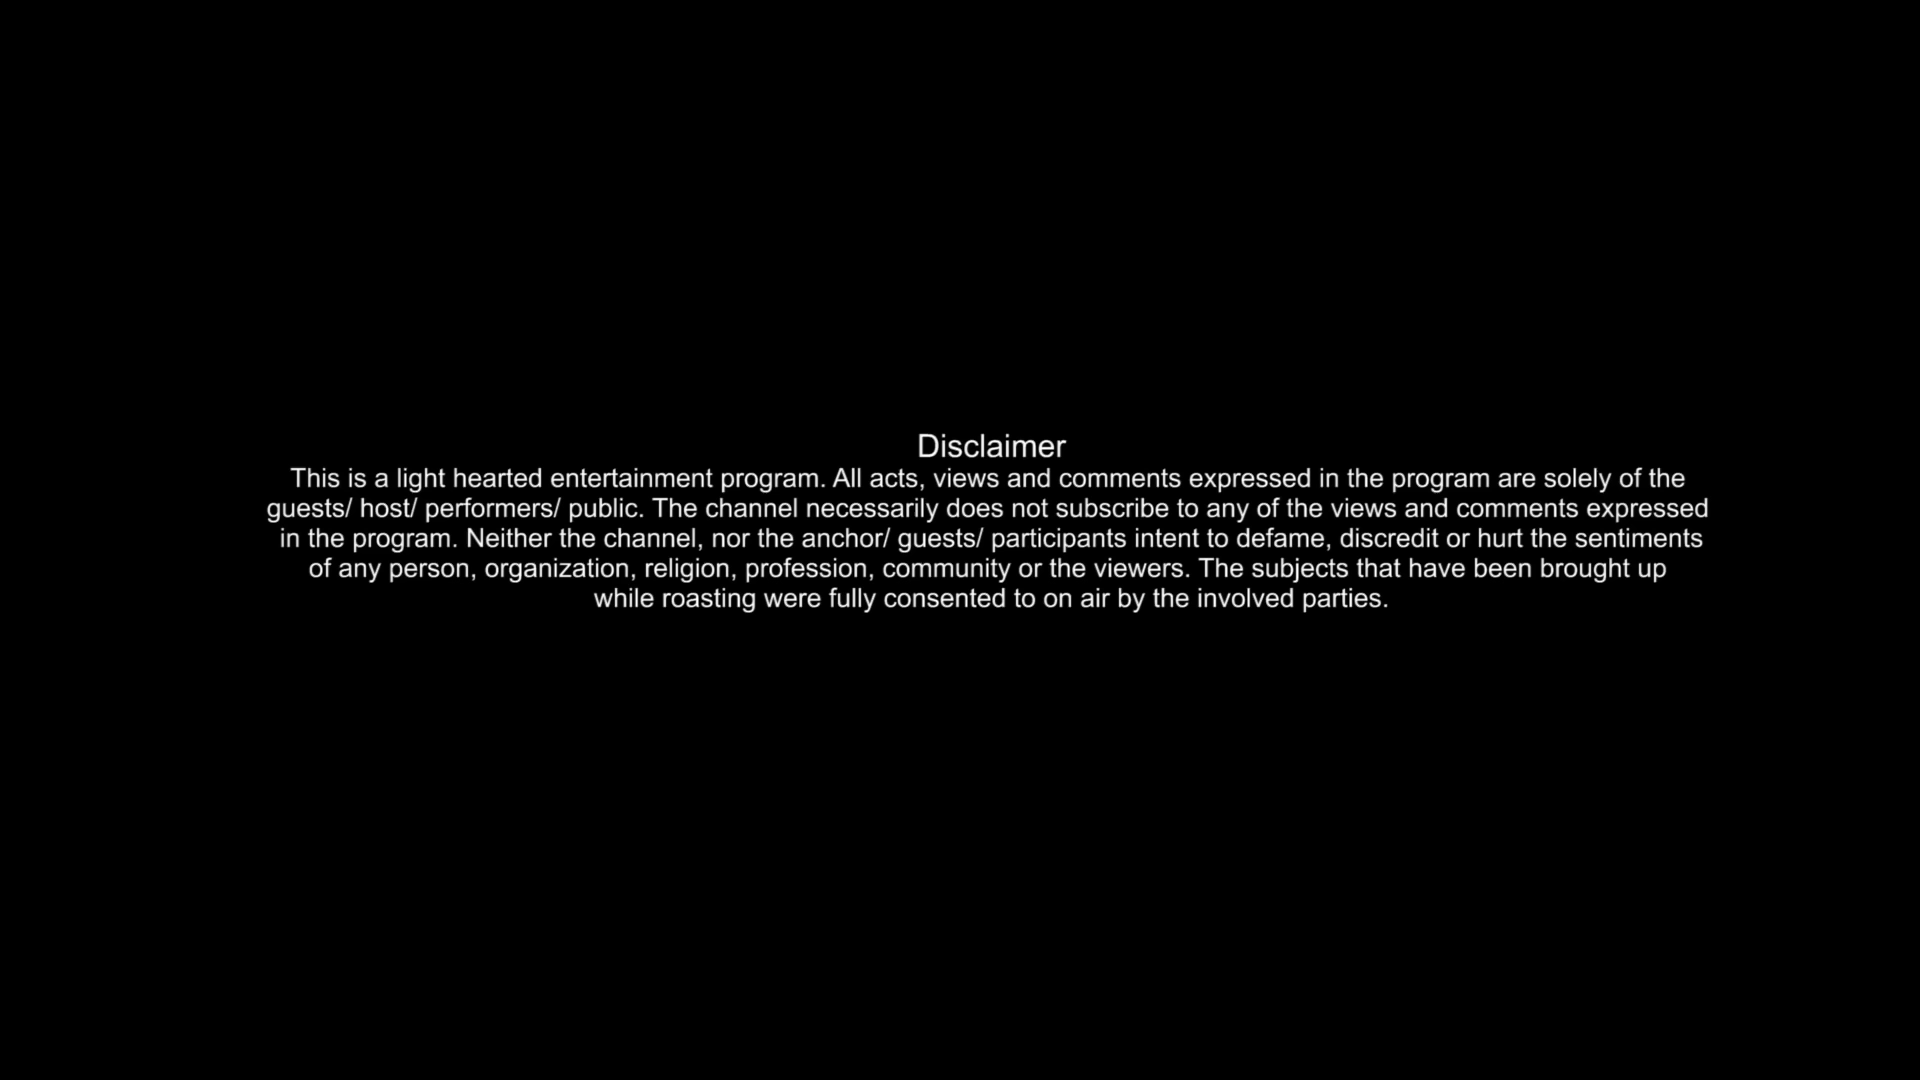 Disclaimer
This is a light hearted entertainment program. All acts, views and comments expressed in the program are solely of the
guests/ host/ performers/ public. The channel necessarily does not subscribe to any of the views and comments expressed
in the program. Neither the channel, nor the anchor/ guests/ participants intent to defame, discredit or hurt the sentiments
of any person, organization, religion, profession, community or the viewers. The subjects that have been brought up
while roasting were fully consented to on air by the involved parties.